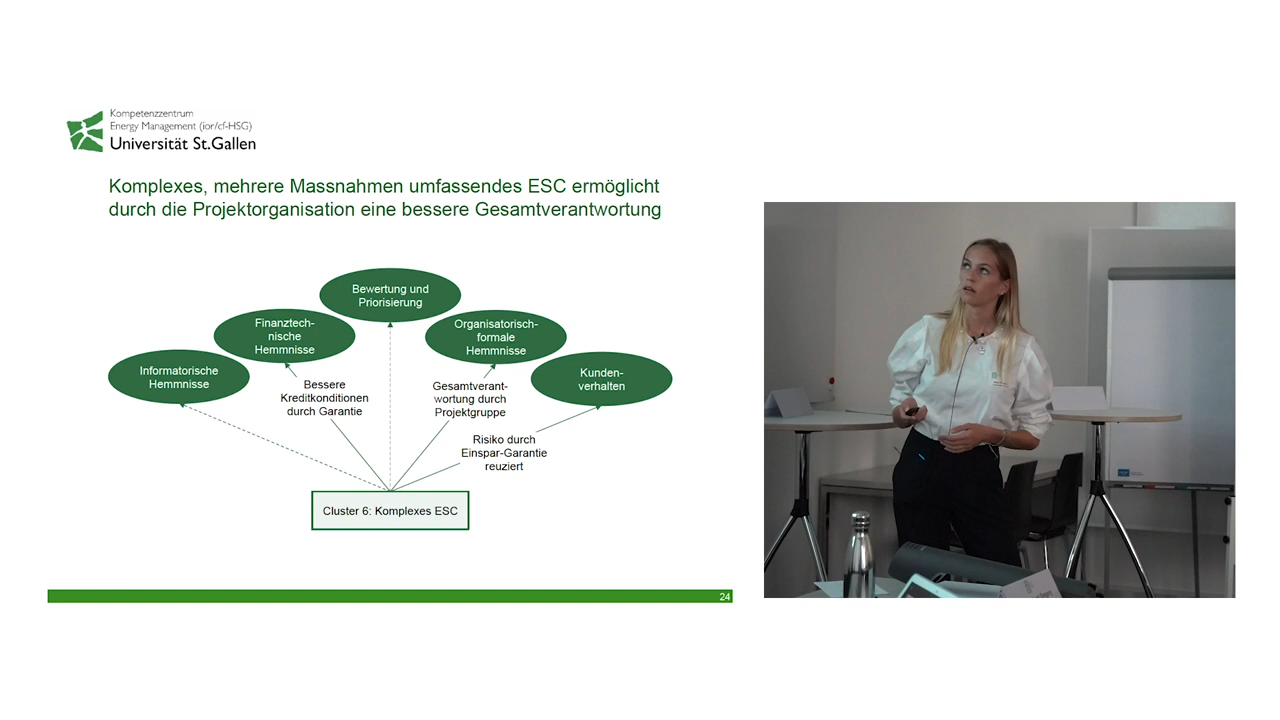 Kompetenzzentrum
Energy Management (ior/cf-HSG)
Universität St.Gallen
Komplexes, mehrere Massnahmen umfassendes ESC ermöglicht
durch die Projektorganisation eine bessere Gesamtverantwortung
Bewertung und
Priorisierung
Finanztech-
nische
Hemmnisse
Organisatorisch-
formale
Hemmnisse
Informatorische
Hemmnisse
Kunden-
verhalten
Bessere
Kreditkonditionen
durch Garantie
Gesamtverant-
wortung durch
Projektgruppe
Risiko durch
Einspar-Garantie
reuziert
Cluster 6: Komplexes ESC
24